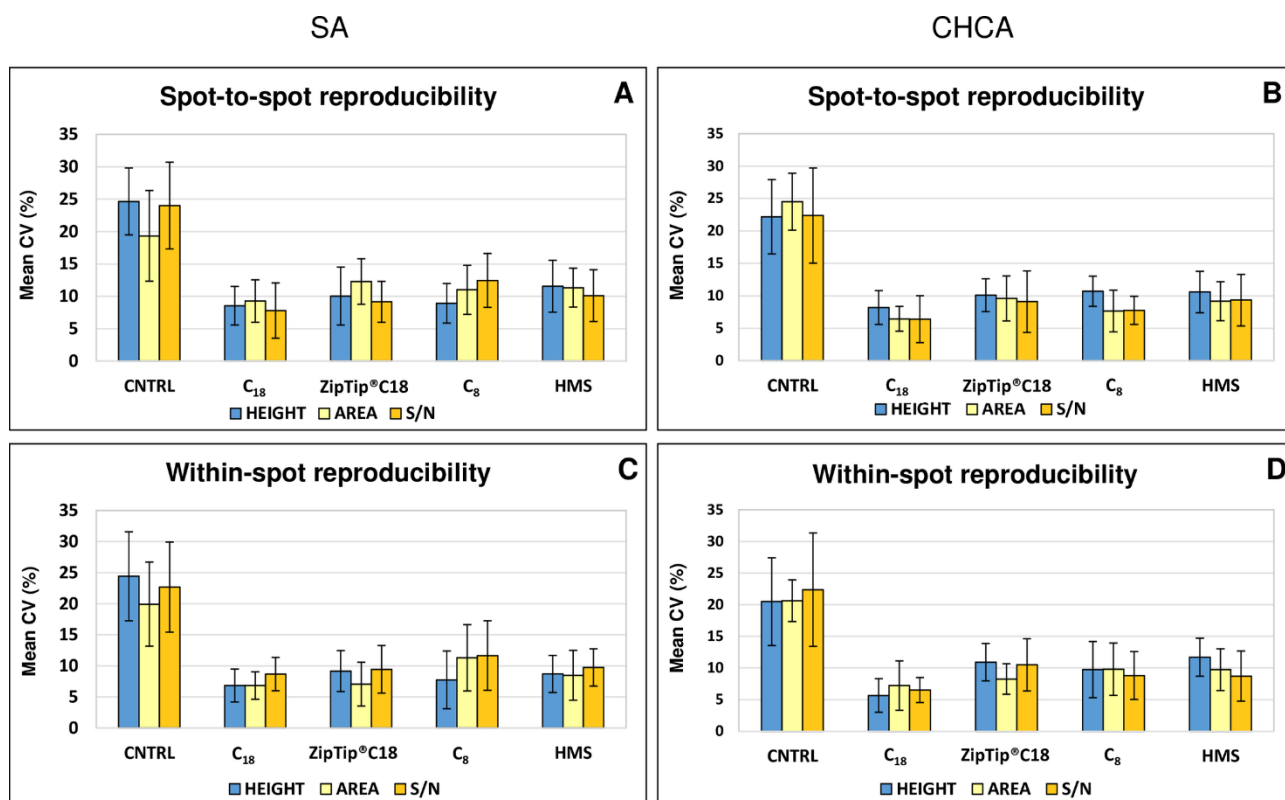 SA
CHCA
Spot-to-spot reproducibility
A
Mean CV (%)
35
30
25
20
15
10
5
0
CNTRL C₁₈ ZipTip®C18 C₈ HMS
HEIGHT AREA S/N
Spot-to-spot reproducibility
B
Mean CV (%)
35
30
25
20
15
10
5
0
CNTRL C₁₈ ZipTip®C18 C₈ HMS
HEIGHT AREA S/N
Within-spot reproducibility
C
Mean CV (%)
35
30
25
20
15
10
5
0
CNTRL C₁₈ ZipTip®C18 C₈ HMS
HEIGHT AREA S/N
Within-spot reproducibility
D
Mean CV (%)
35
30
25
20
15
10
5
0
CNTRL C₁₈ ZipTip®C18 C₈ HMS
HEIGHT AREA S/N